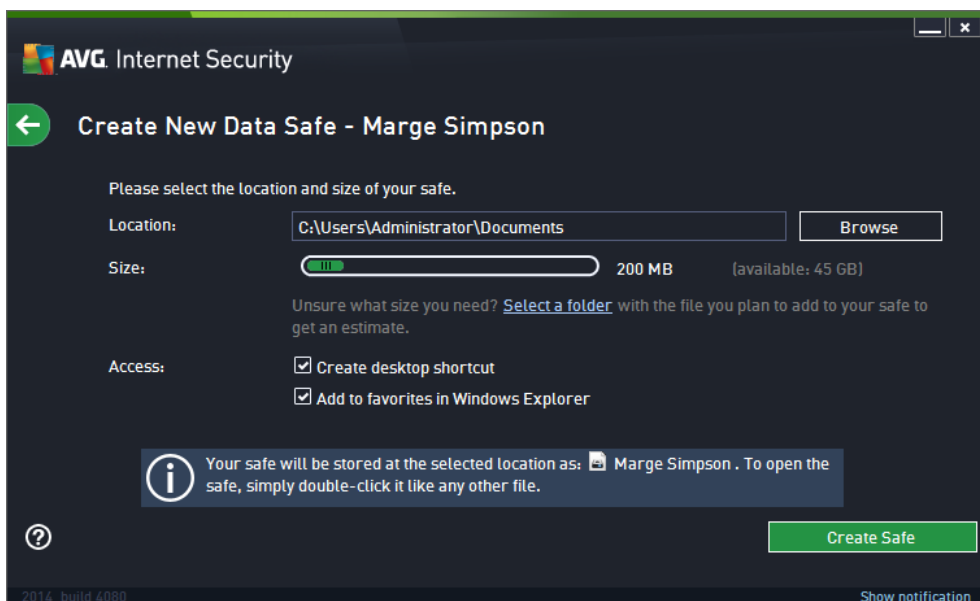 AVG. Internet Security
Create New Data Safe - Marge Simpson
Please select the location and size of your safe.
Location:
C:\Users\Administrator\Documents
Browse
Size:
200 MB
(available: 45 GB)
Unsure what size you need? Select a folder with the file you plan to add to your safe to
get an estimate.
Access:
Create desktop shortcut
Add to favorites in Windows Explorer
Your safe will be stored at the selected location as: Marge Simpson . To open the
safe, simply double-click it like any other file.
Create Safe
2014 build 4080
Show notification